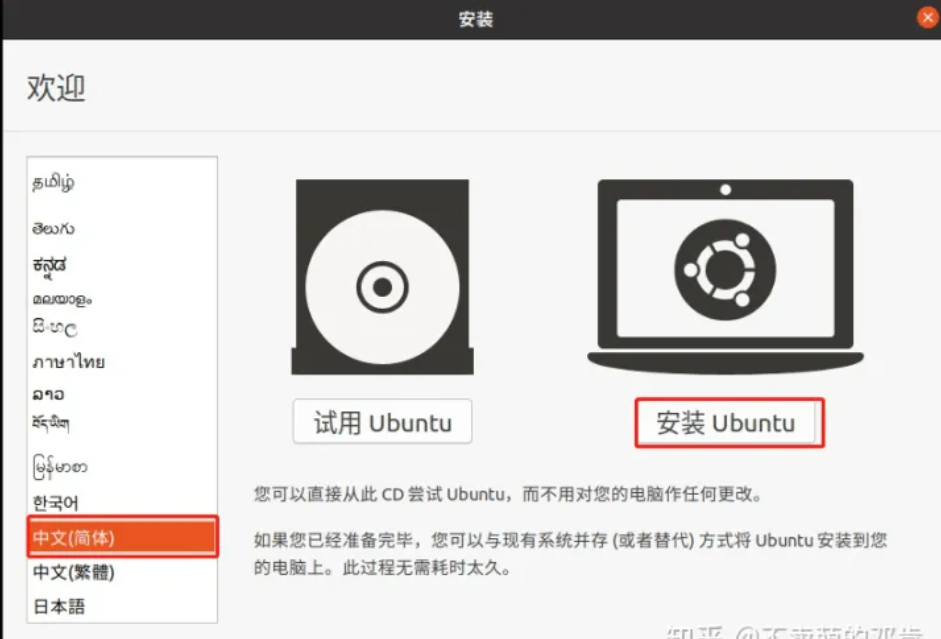 安装
欢迎
தமிழ்
తెలుగు
ಕನ್ನಡ
മലയാളം
සිංහල
ภาษาไทย
ລາວ
བོད་ཡིག
မြန်မာစာ
한국어
中文(简体)
中文(繁體)
日本語
试用 Ubuntu
安装 Ubuntu
您可以直接从此 CD 尝试 Ubuntu，而不用对您的电脑作任何更改。
如果您已经准备完毕，您可以与现有系统并存 (或者替代) 方式将 Ubuntu 安装到您
的电脑上。此过程无需耗时太久。